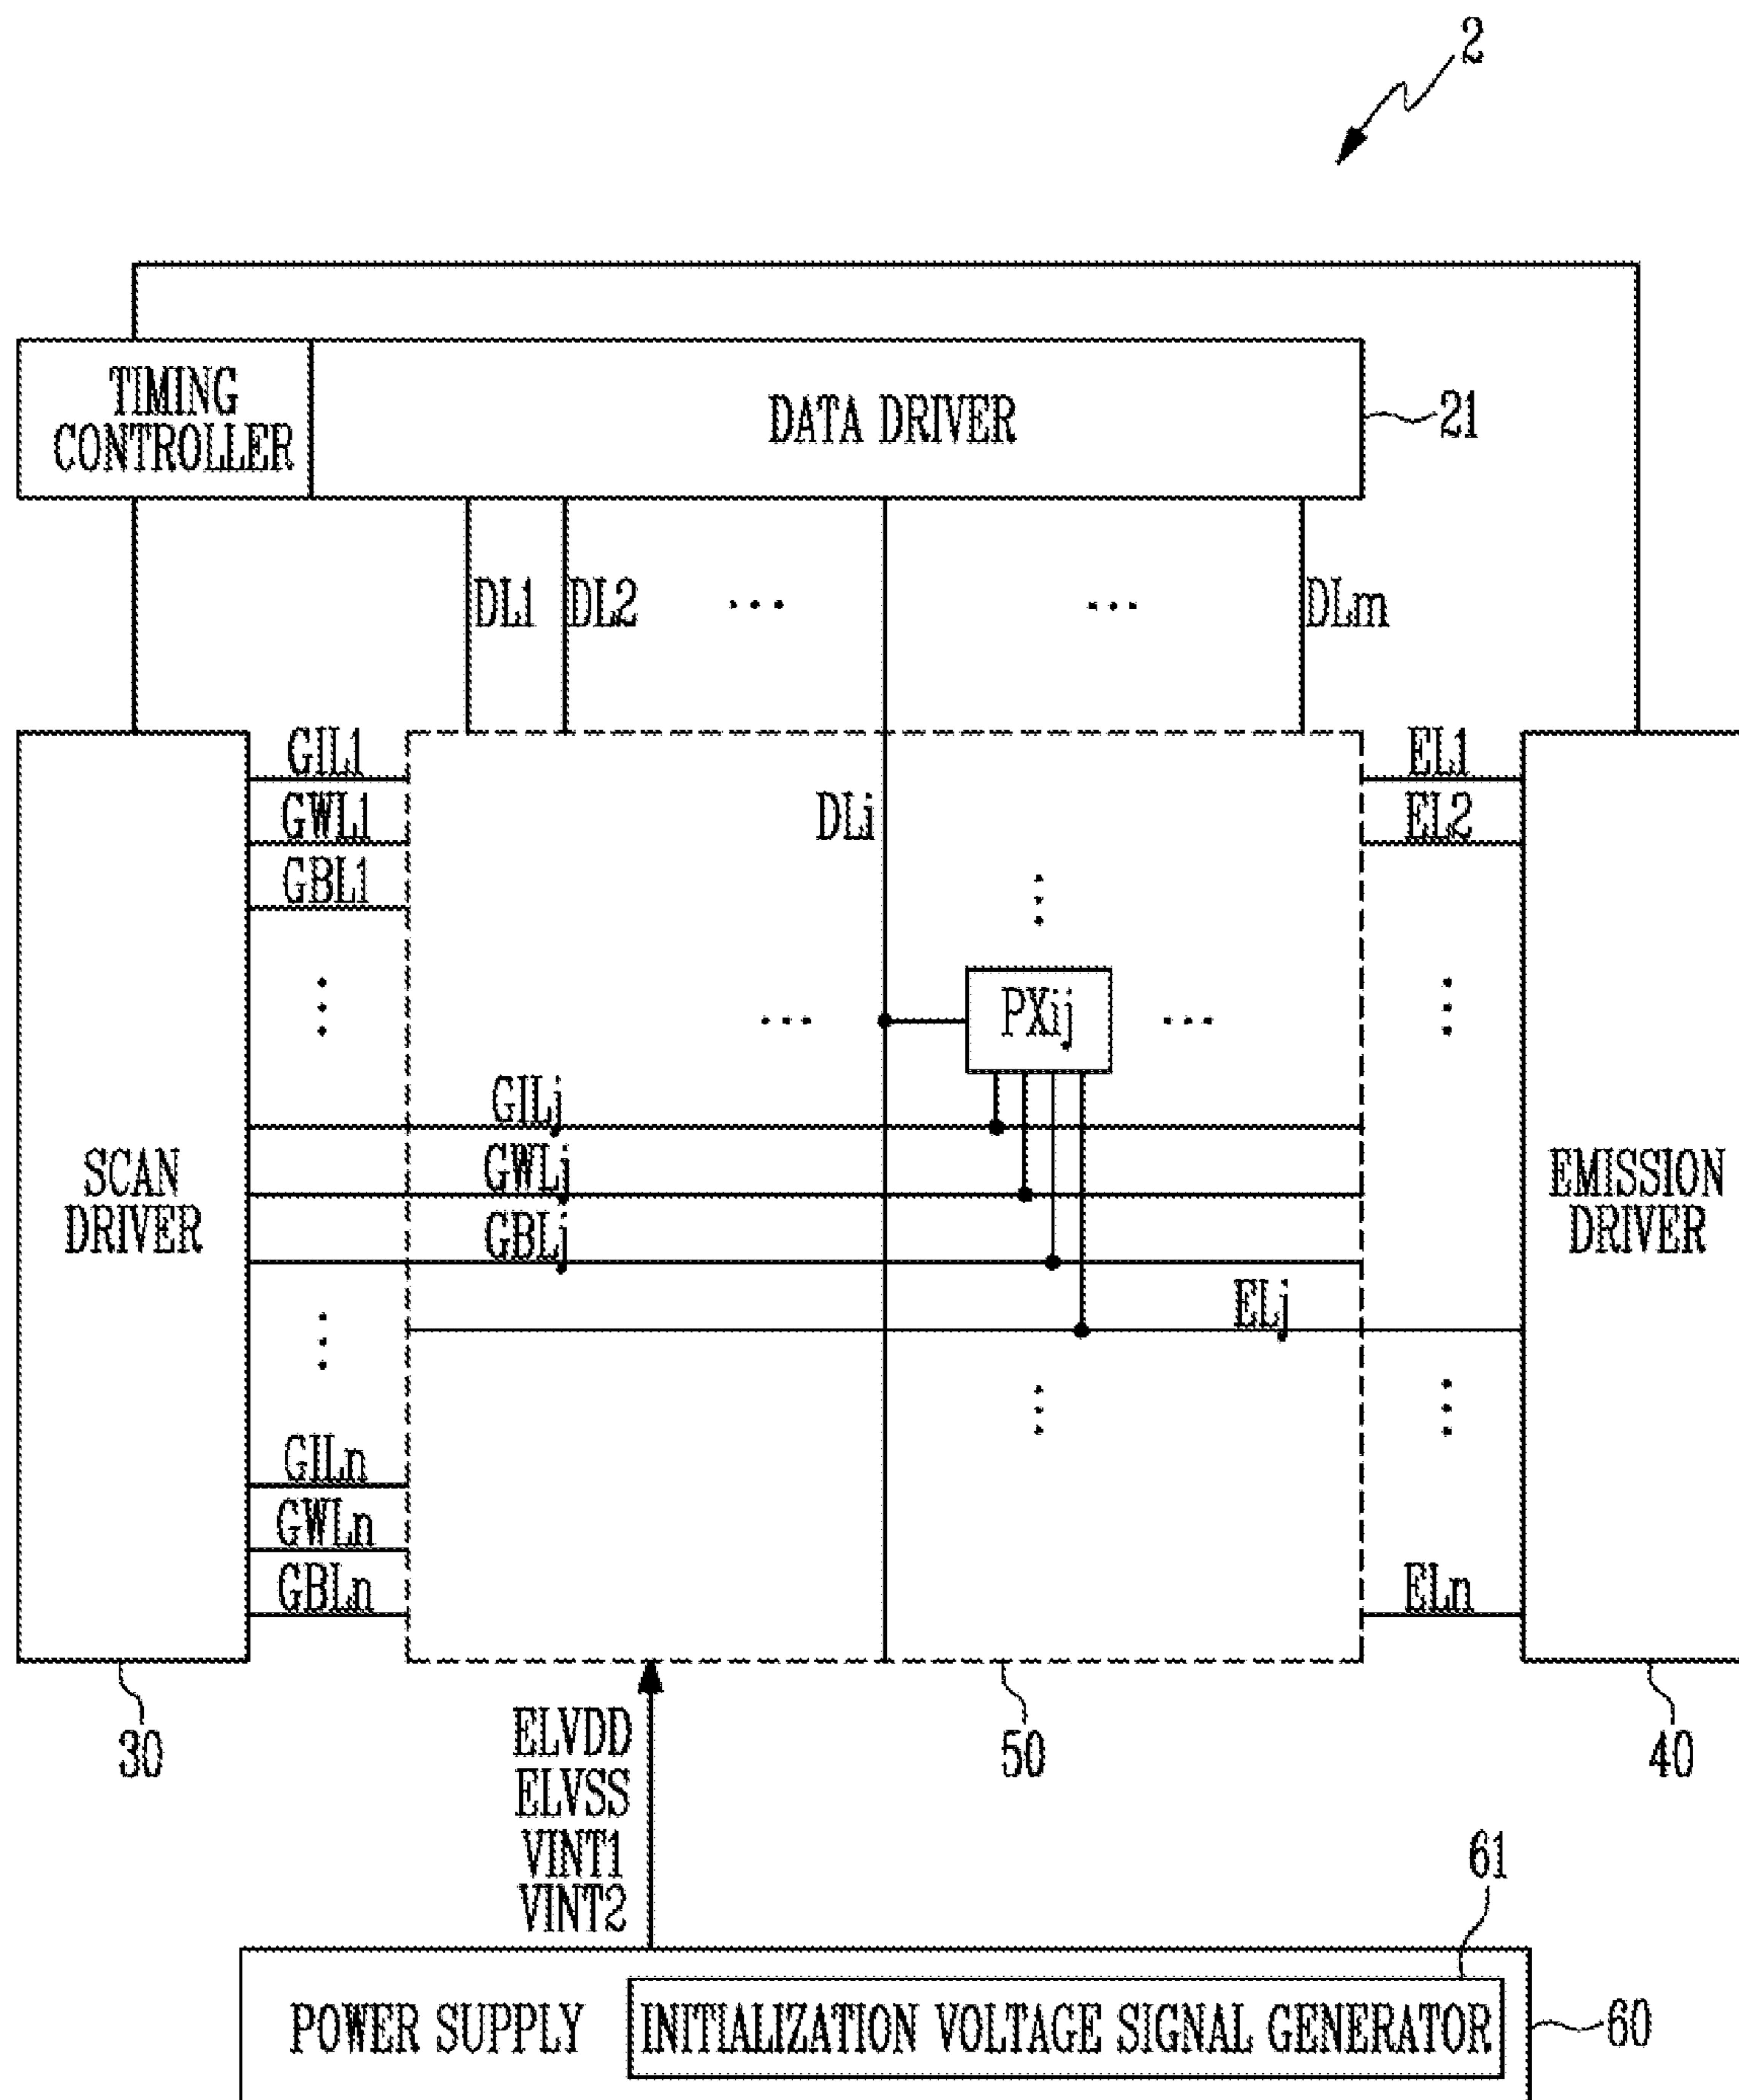 2
TIMING
CONTROLLER
DATA DRIVER
21
DL1
DL2
...
...
DLm
GIL1
GWL1
GBL1
DLi
EL1
EL2
PXij
...
...
GILj
GWLj
GBLj
ELj
SCAN
DRIVER
EMISSION
DRIVER
GILn
GWLn
GBLn
ELn
30
ELVDD
ELVSS
VINT1
VINT2
50
40
61
POWER SUPPLY
INITIALIZATION VOLTAGE SIGNAL GENERATOR
60